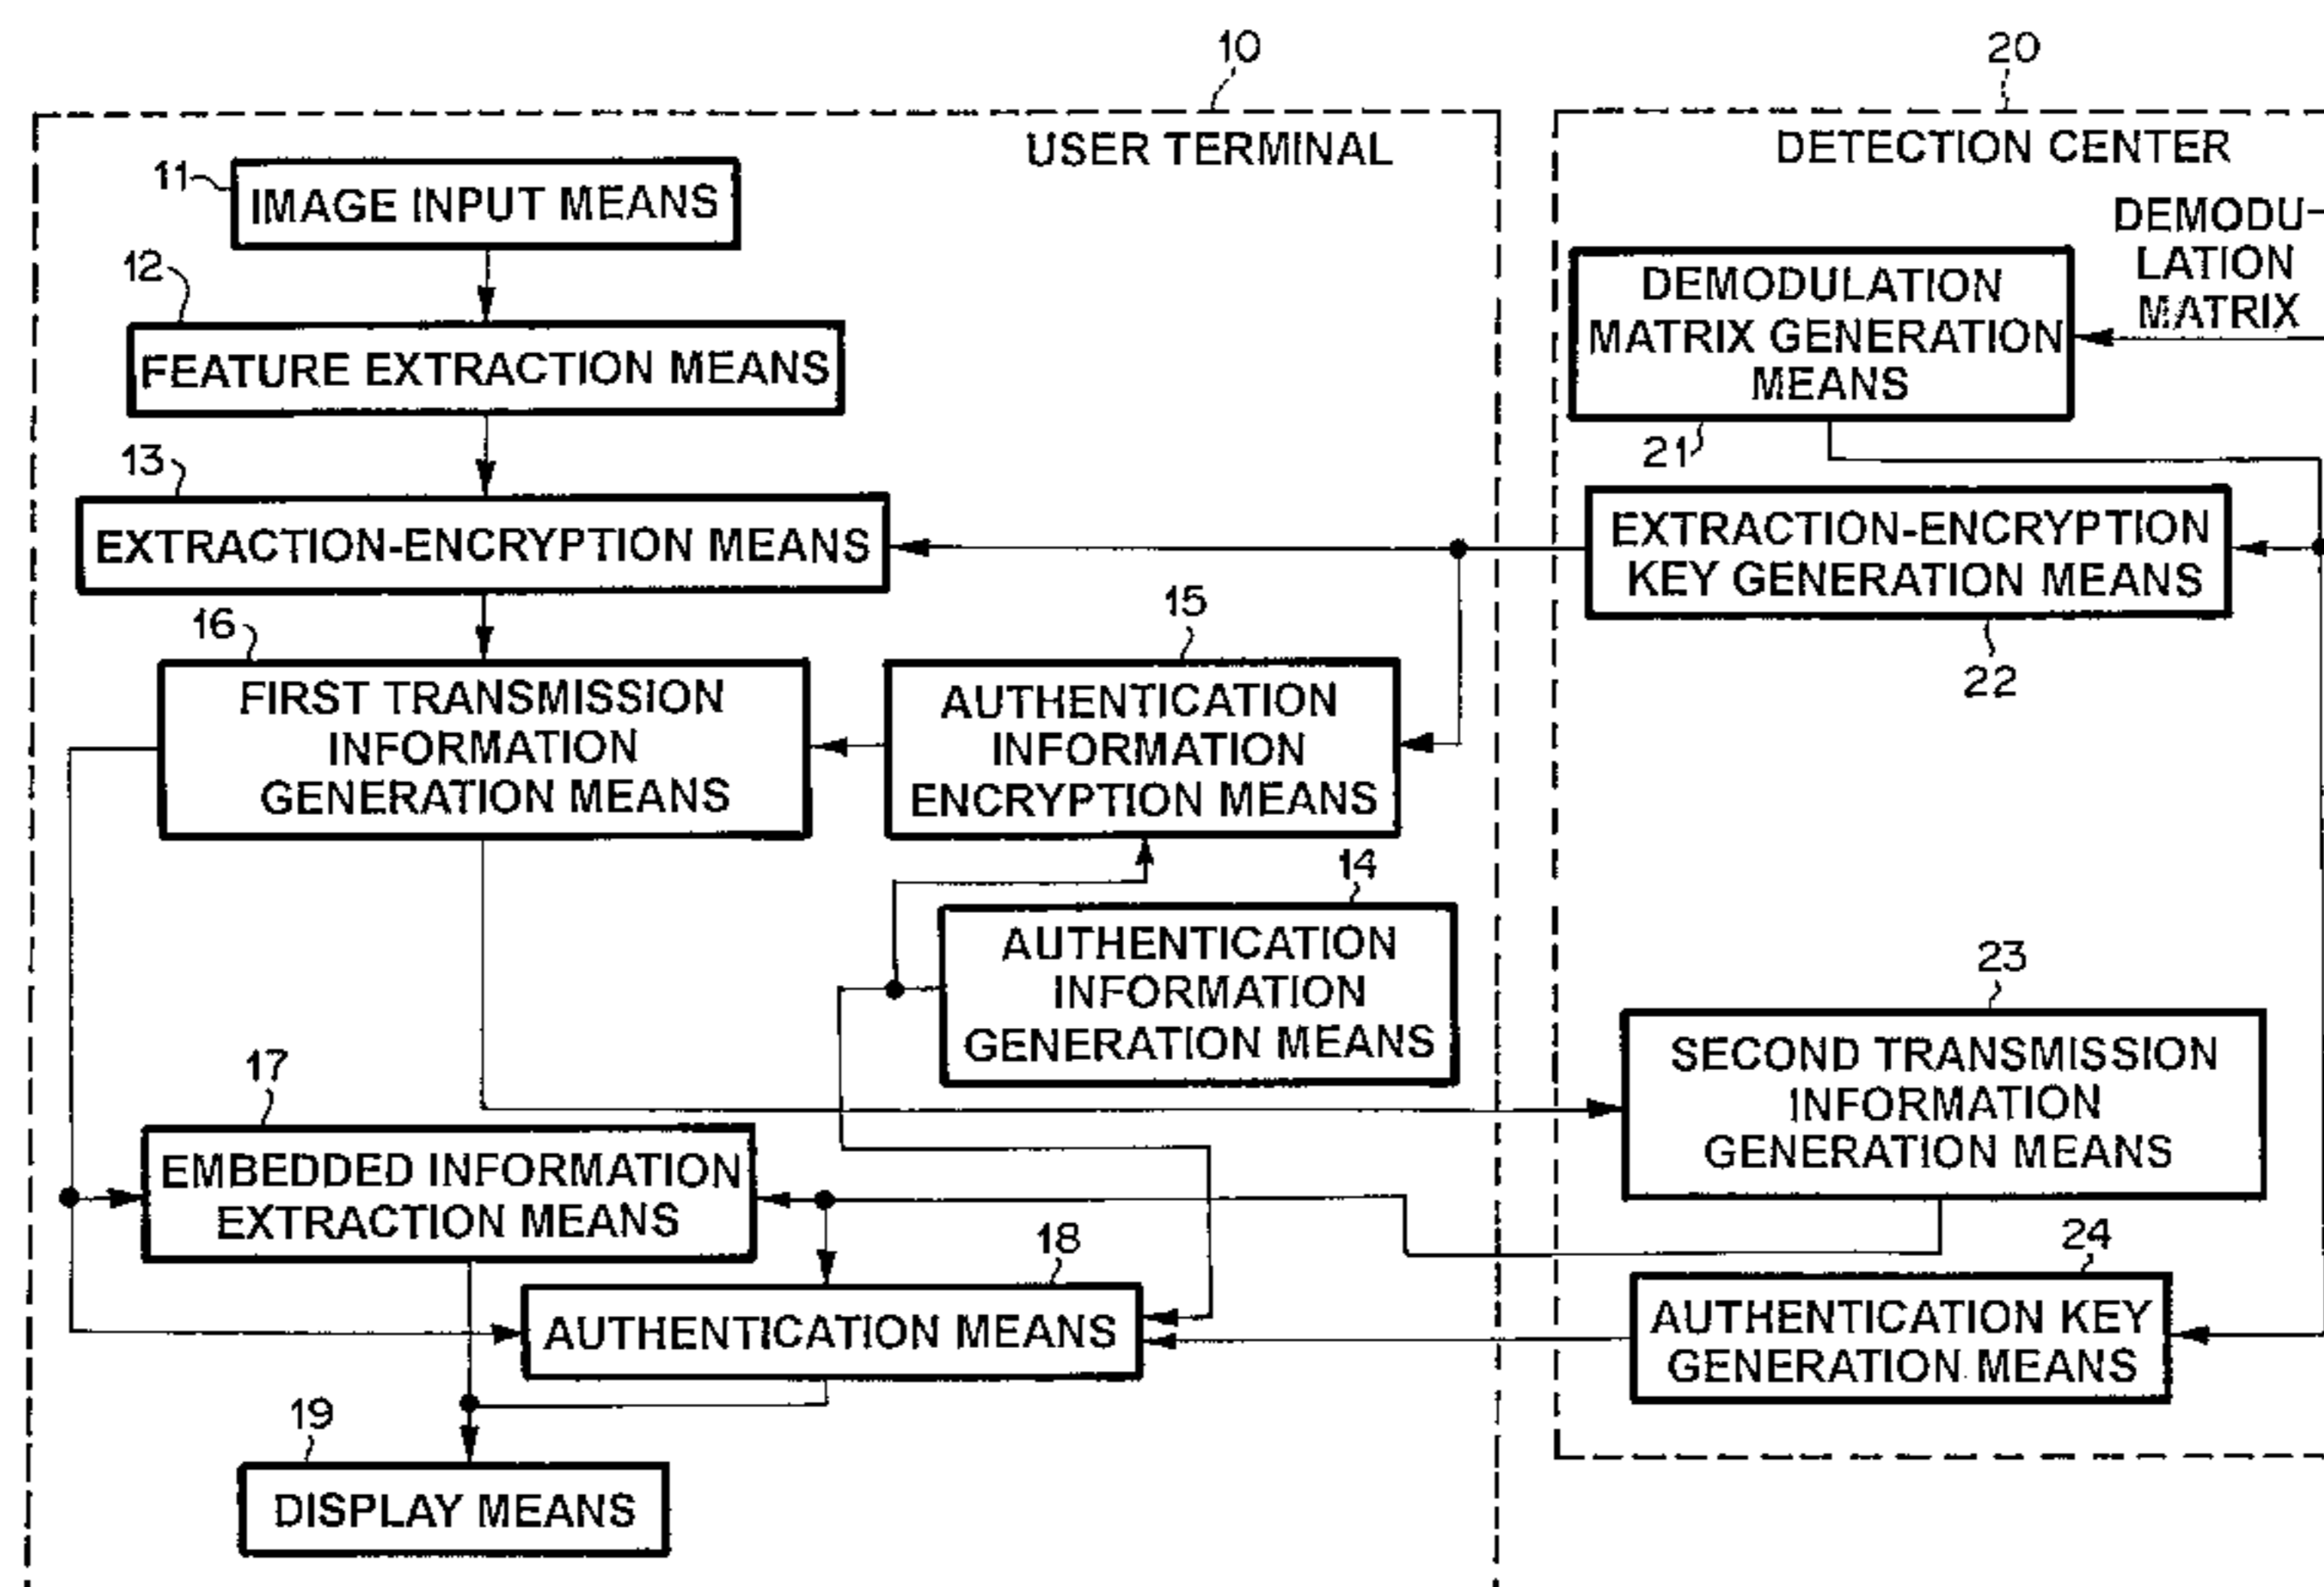 10
20
USER TERMINAL
DETECTION CENTER
11
IMAGE INPUT MEANS
DEMODU-
LATION
MATRIX
12
FEATURE EXTRACTION MEANS
DEMODULATION
MATRIX GENERATION
MEANS
21
13
EXTRACTION-ENCRYPTION MEANS
EXTRACTION-ENCRYPTION
KEY GENERATION MEANS
22
16
FIRST TRANSMISSION
INFORMATION
GENERATION MEANS
15
AUTHENTICATION
INFORMATION
ENCRYPTION MEANS
14
AUTHENTICATION
INFORMATION
GENERATION MEANS
23
SECOND TRANSMISSION
INFORMATION
GENERATION MEANS
17
EMBEDDED INFORMATION
EXTRACTION MEANS
18
AUTHENTICATION MEANS
24
AUTHENTICATION KEY
GENERATION MEANS
19
DISPLAY MEANS